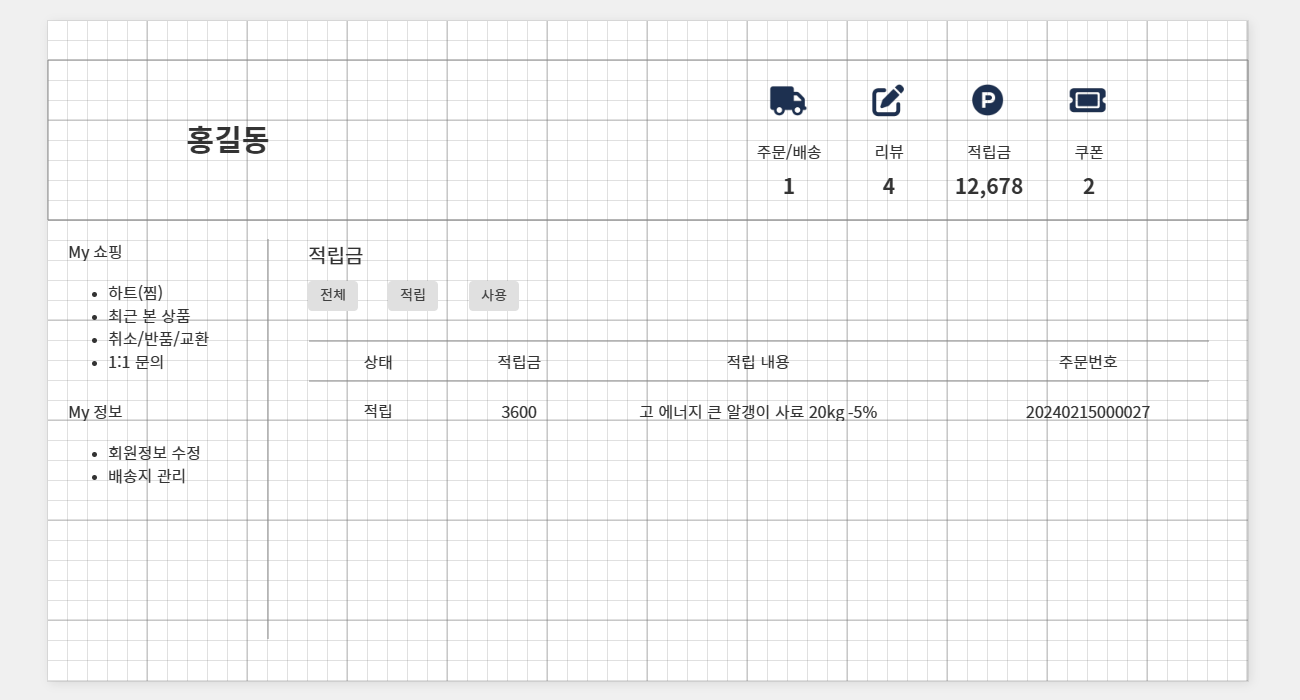 홍길동
주문/배송 리뷰 적립금 쿠폰
1 4 12,678 2
My 쇼핑
하트(찜)
최근 본 상품
취소/반품/교환
1:1 문의
My 정보
회원정보 수정
배송지 관리
적립금
전체 적립 사용
상태 적립금 적립 내용 주문번호
적립 3600 고 에너지 큰 알갱이 사료 20kg -5% 20240215000027